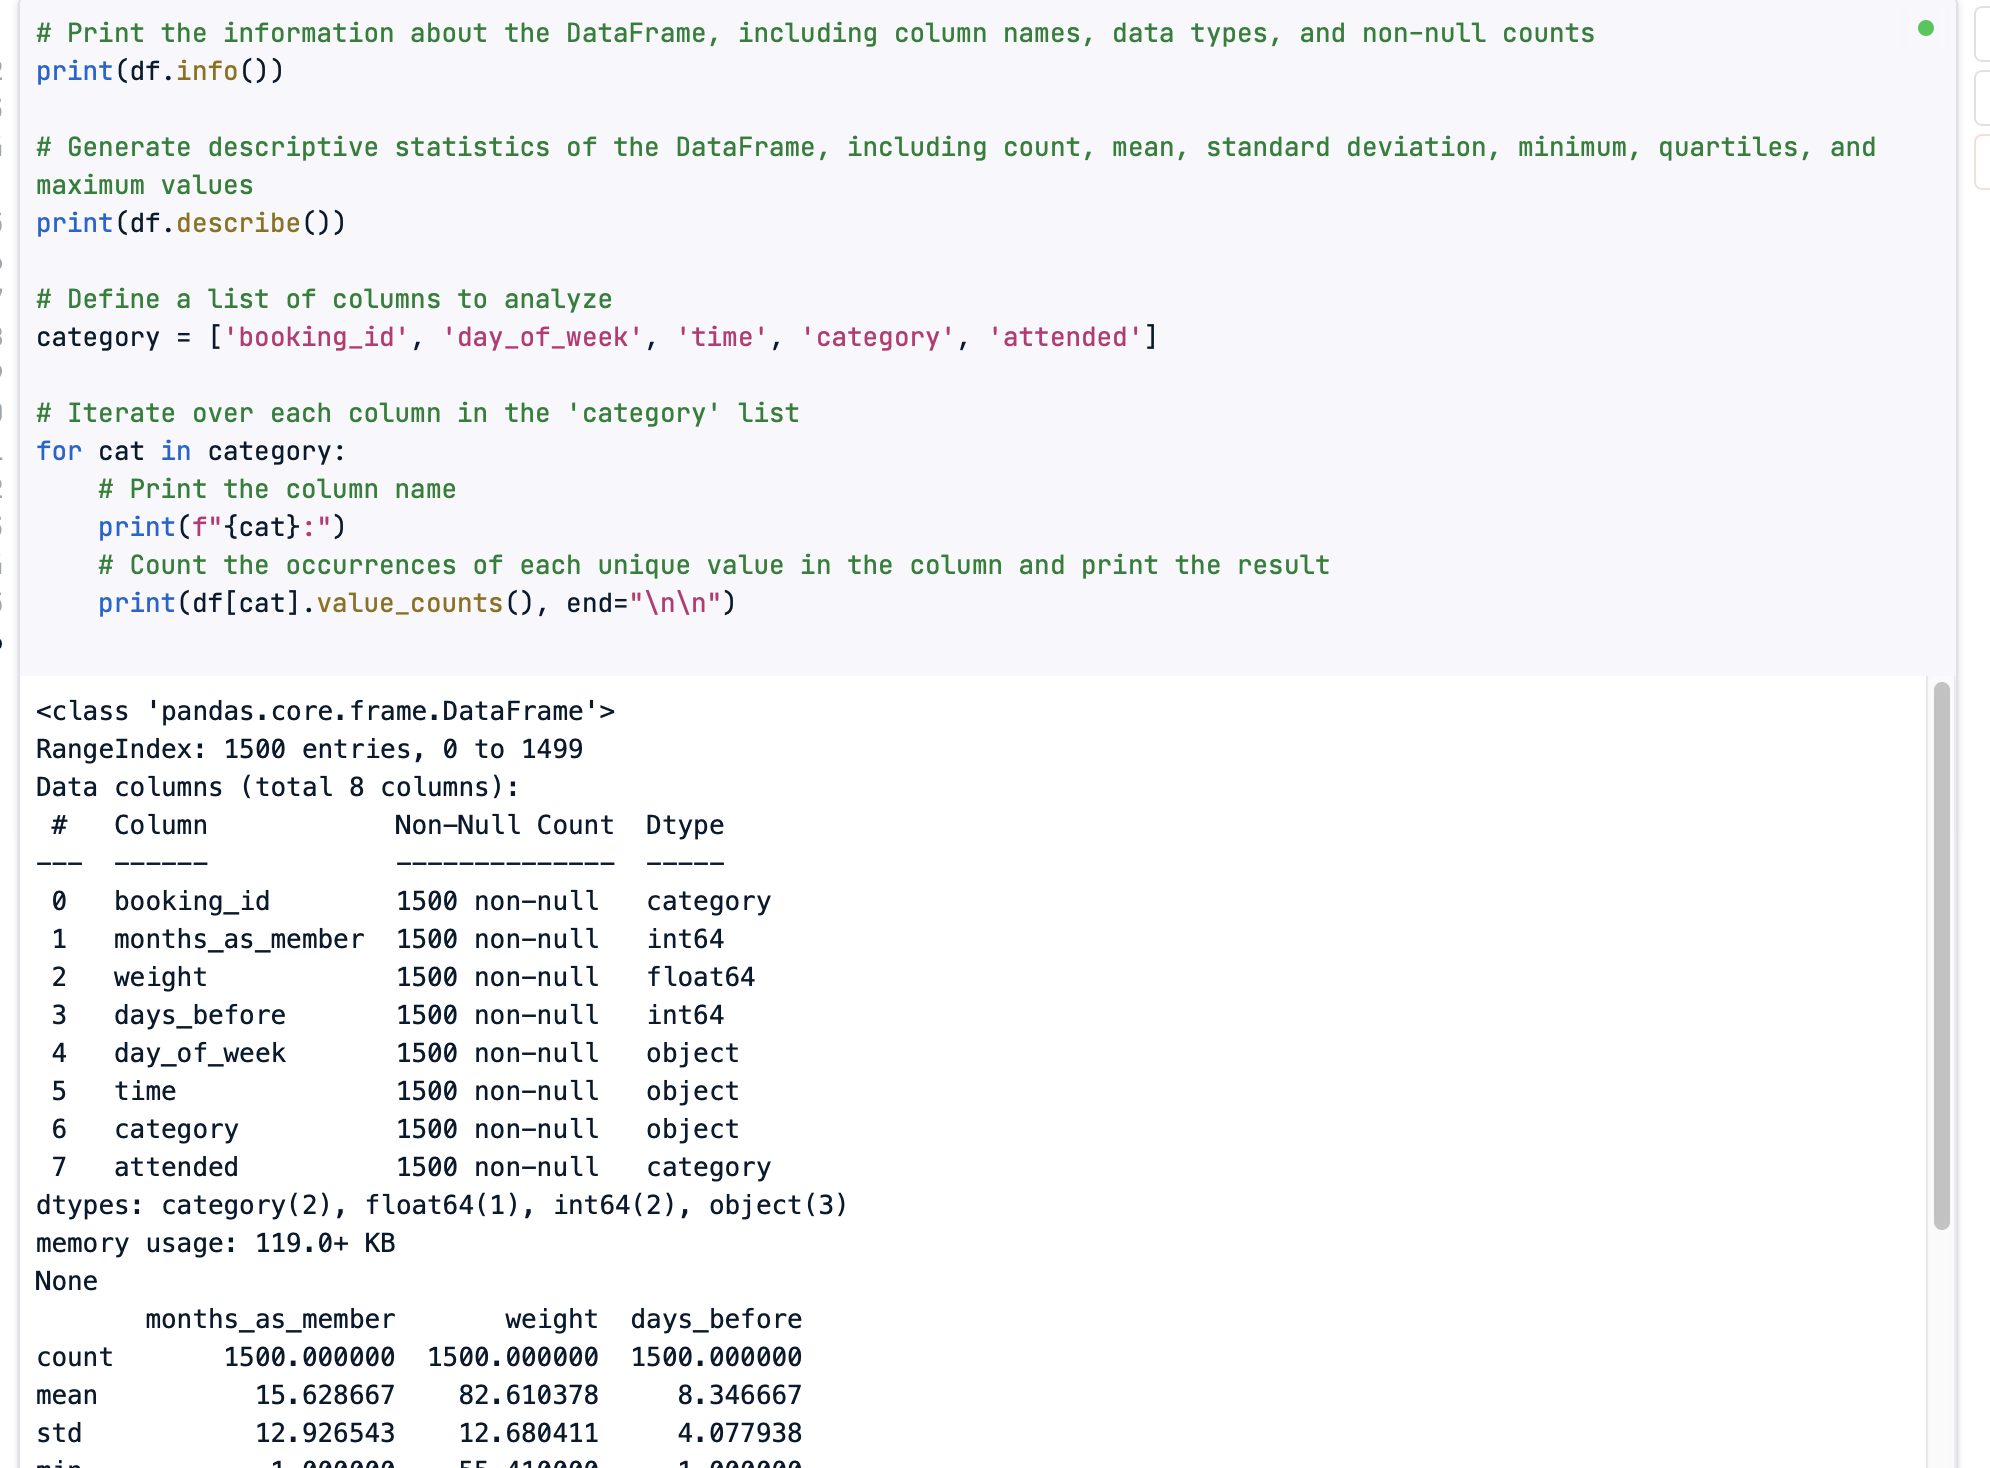 # Print the information about the DataFrame, including column names, data types, and non-null counts
print(df.info())
# Generate descriptive statistics of the DataFrame, including count, mean, standard deviation, minimum, quartiles, and
maximum values
print(df.describe())
# Define a list of columns to analyze
category = ['booking_id', 'day_of_week', 'time', 'category', 'attended']
# Iterate over each column in the 'category' list
for cat in category:
    # Print the column name
    print(f"{cat}:")
    # Count the occurrences of each unique value in the column and print the result
    print(df[cat].value_counts(), end="\n\n")
<class 'pandas.core.frame.DataFrame'>
RangeIndex: 1500 entries, 0 to 1499
Data columns (total 8 columns):
 #   Column            Non-Null Count  Dtype
---  ------            --------------  -----
 0   booking_id        1500 non-null   category
 1   months_as_member  1500 non-null   int64
 2   weight            1500 non-null   float64
 3   days_before       1500 non-null   int64
 4   day_of_week       1500 non-null   object
 5   time              1500 non-null   object
 6   category          1500 non-null   object
 7   attended          1500 non-null   category
dtypes: category(2), float64(1), int64(2), object(3)
memory usage: 119.0+ KB
None
       months_as_member       weight  days_before
count       1500.000000  1500.000000  1500.000000
mean          15.628667    82.610378     8.346667
std           12.926543    12.680411     4.077938